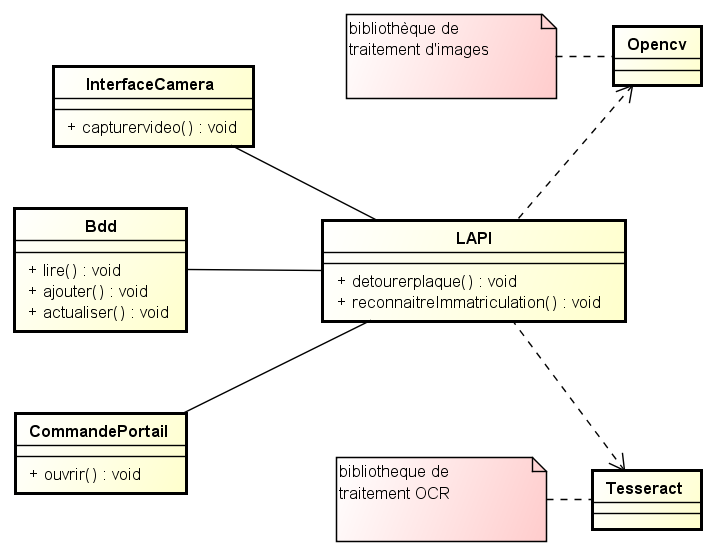 bibliothèque de
traitement d'images
Opencv
InterfaceCamera
+ capturervideo() : void
Bdd
+ lire() : void
+ ajouter() : void
+ actualiser() : void
LAPI
+ detourerplaque() : void
+ reconnaitreImmatriculation() : void
CommandePortail
+ ouvrir() : void
bibliotheque de
traitement OCR
Tesseract